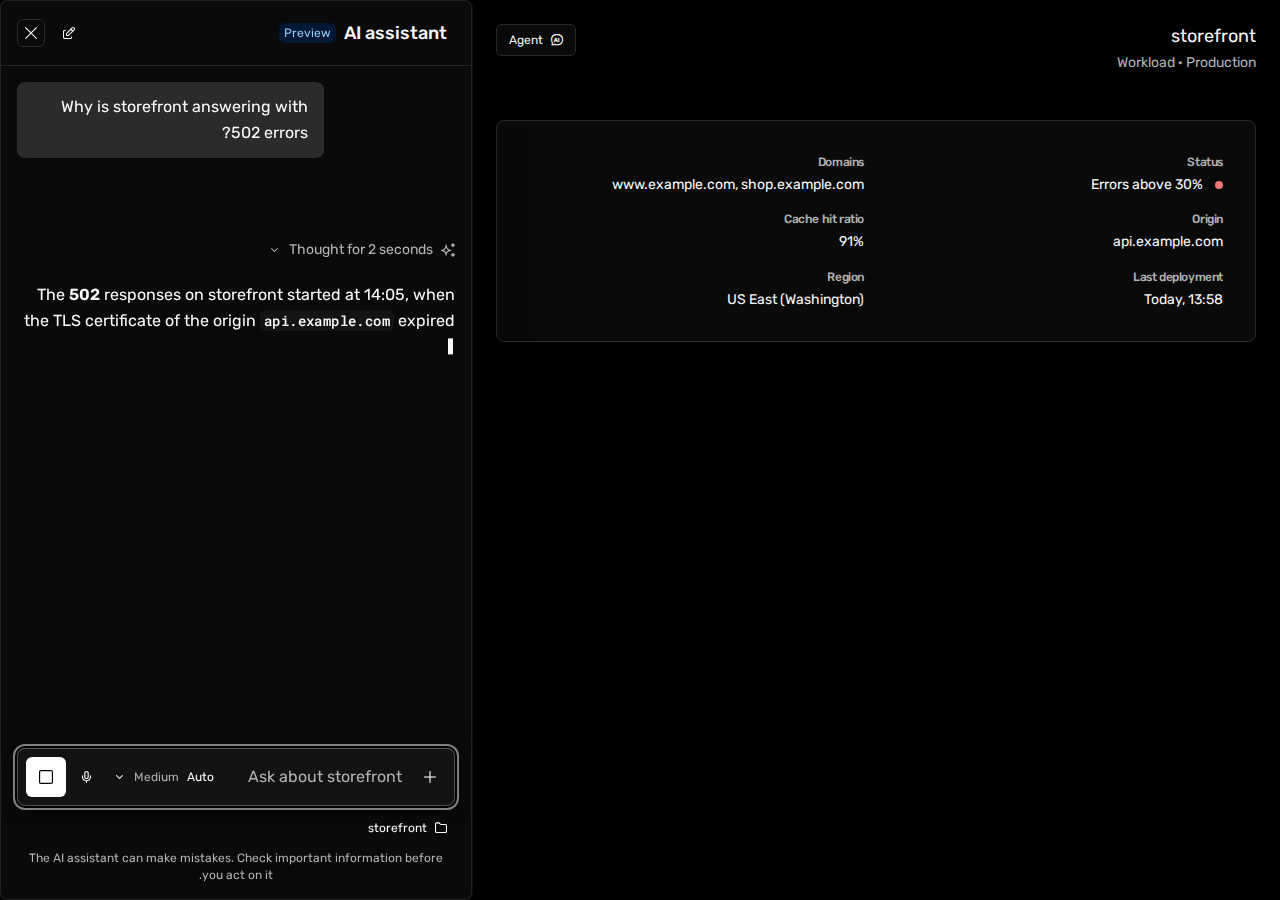 AI assistant
Preview
Why is storefront answering with
502 errors?
Thought for 2 seconds
The 502 responses on storefront started at 14:05, when
the TLS certificate of the origin api.example.com expired
Ask about storefront
Auto
Medium
storefront
The AI assistant can make mistakes. Check important information before
you act on it.
storefront
Workload • Production
Agent
Status
Errors above 30%
Domains
www.example.com, shop.example.com
Origin
api.example.com
Cache hit ratio
91%
Last deployment
Today, 13:58
Region
US East (Washington)